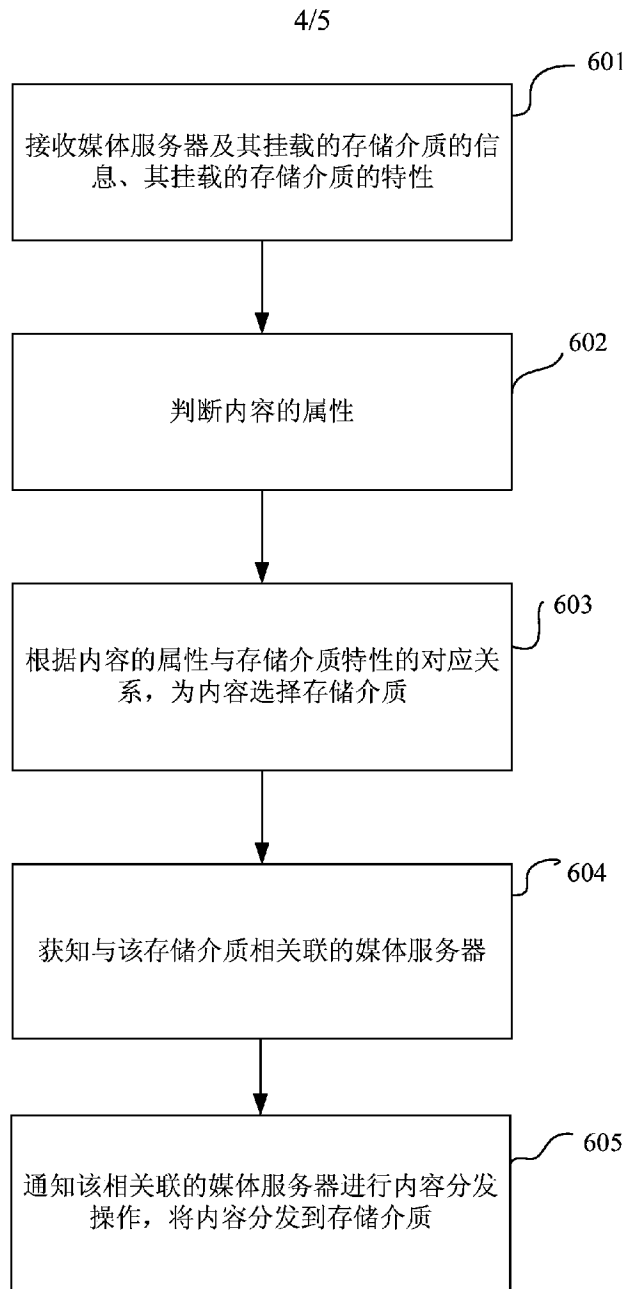 4/5
601
接收媒体服务器及其挂载的存储介质的信
息、其挂载的存储介质的特性
602
判断内容的属性
603
根据内容的属性与存储介质特性的对应关
系，为内容选择存储介质
604
获知与该存储介质相关联的媒体服务器
605
通知该相关联的媒体服务器进行内容分发
操作，将内容分发到存储介质